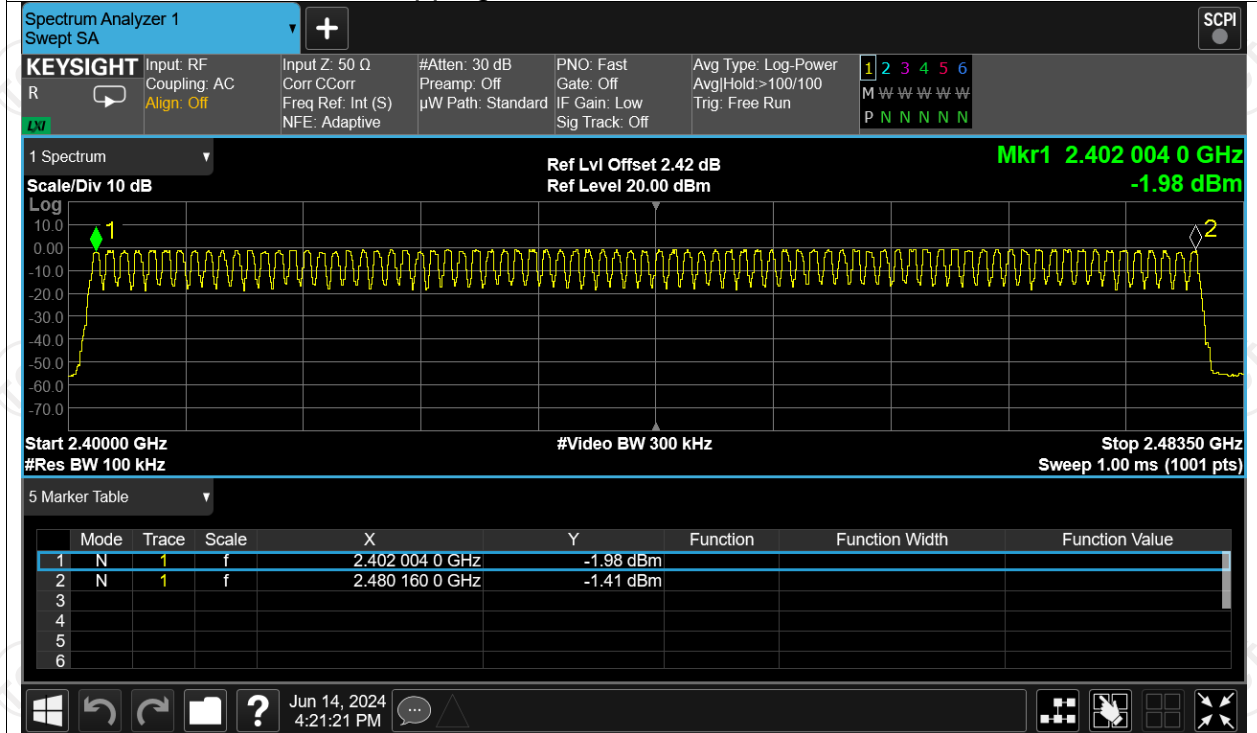 Spectrum Analyzer 1
Swept SA
+
SCPI
KEYSIGHT
R
LXI
Input: RF
Coupling: AC
Align: Off
Input Z: 50 Ω
Corr CCorr
Freq Ref: Int (S)
NFE: Adaptive
#Atten: 30 dB
Preamp: Off
µW Path: Standard
PNO: Fast
Gate: Off
IF Gain: Low
Sig Track: Off
Avg Type: Log-Power
Avg|Hold:>100/100
Trig: Free Run
1 2 3 4 5 6
M W W W W W
P N N N N N
1 Spectrum
Scale/Div 10 dB
Ref Lvl Offset 2.42 dB
Ref Level 20.00 dBm
Mkr1 2.402 004 0 GHz
-1.98 dBm
Log
10.0
0.00
-10.0
-20.0
-30.0
-40.0
-50.0
-60.0
-70.0
1
2
Start 2.40000 GHz
#Res BW 100 kHz
#Video BW 300 kHz
Stop 2.48350 GHz
Sweep 1.00 ms (1001 pts)
5 Marker Table
Mode Trace Scale X Y Function Function Width Function Value
1 N 1 f 2.402 004 0 GHz -1.98 dBm
2 N 1 f 2.480 160 0 GHz -1.41 dBm
3
4
5
6
?
Jun 14, 2024
4:21:21 PM